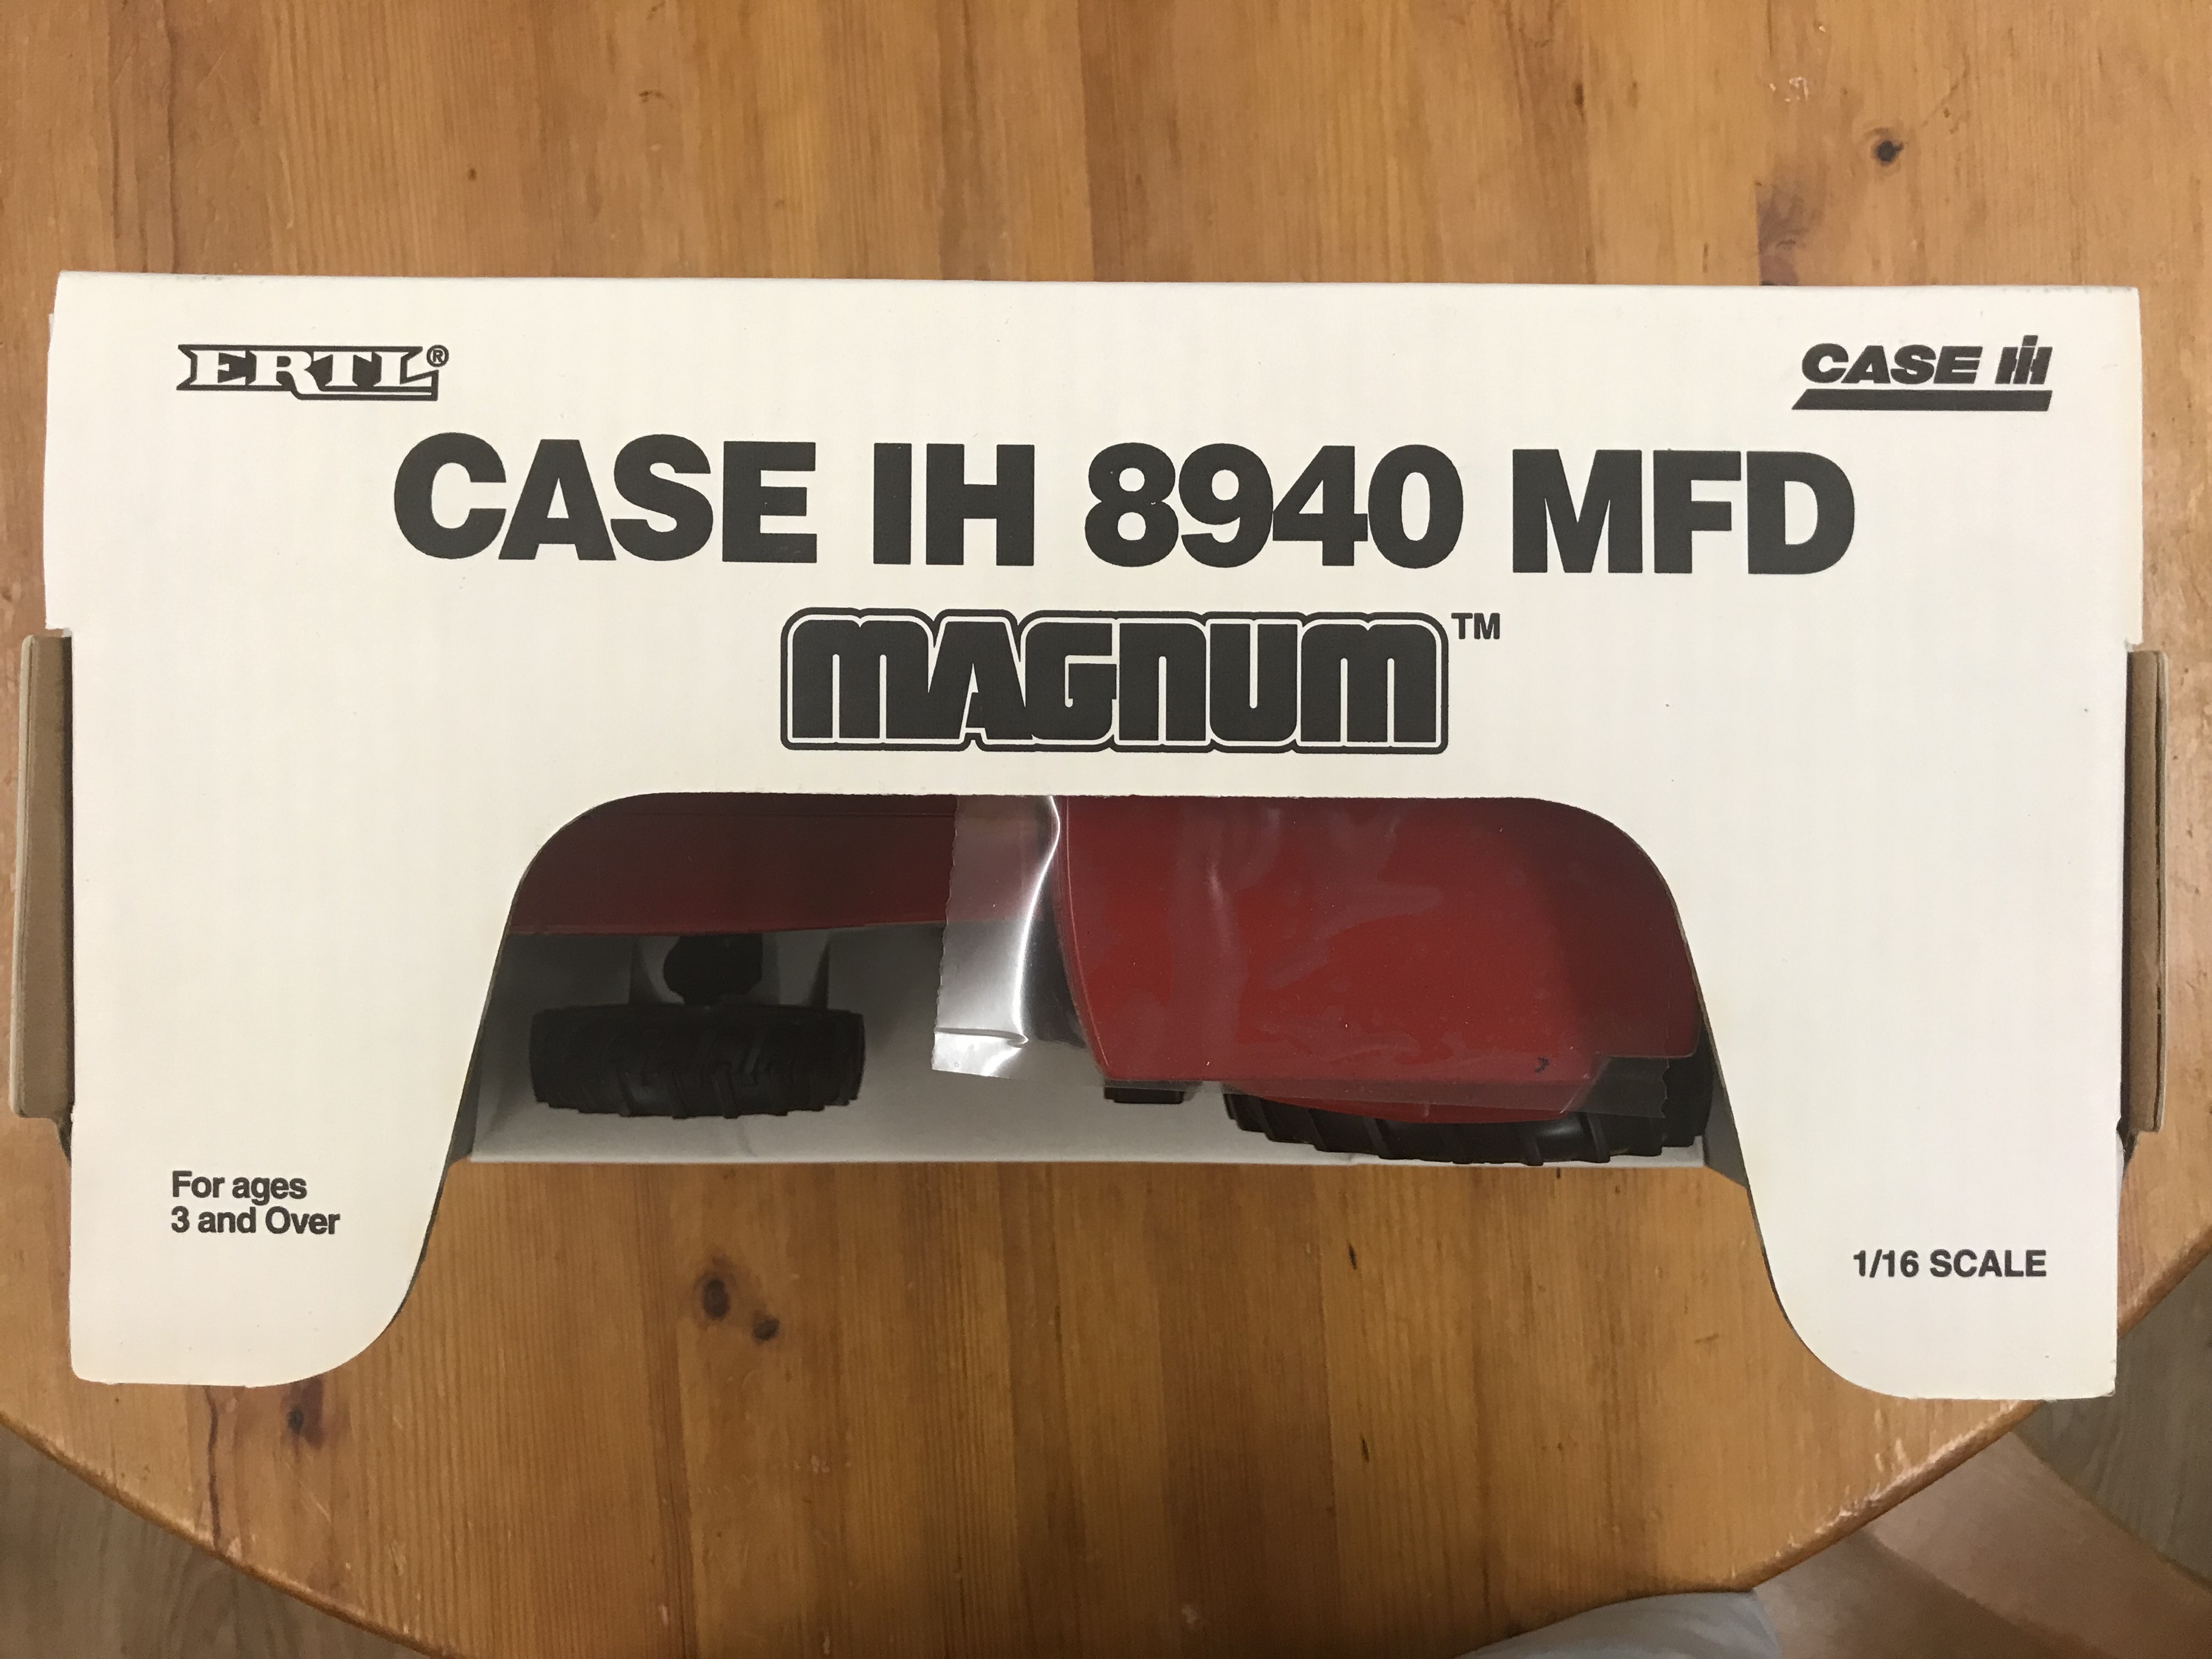 ERTL®
CASE IH
CASE IH 8940 MFD
MAGNUM™
For ages
3 and Over
1/16 SCALE